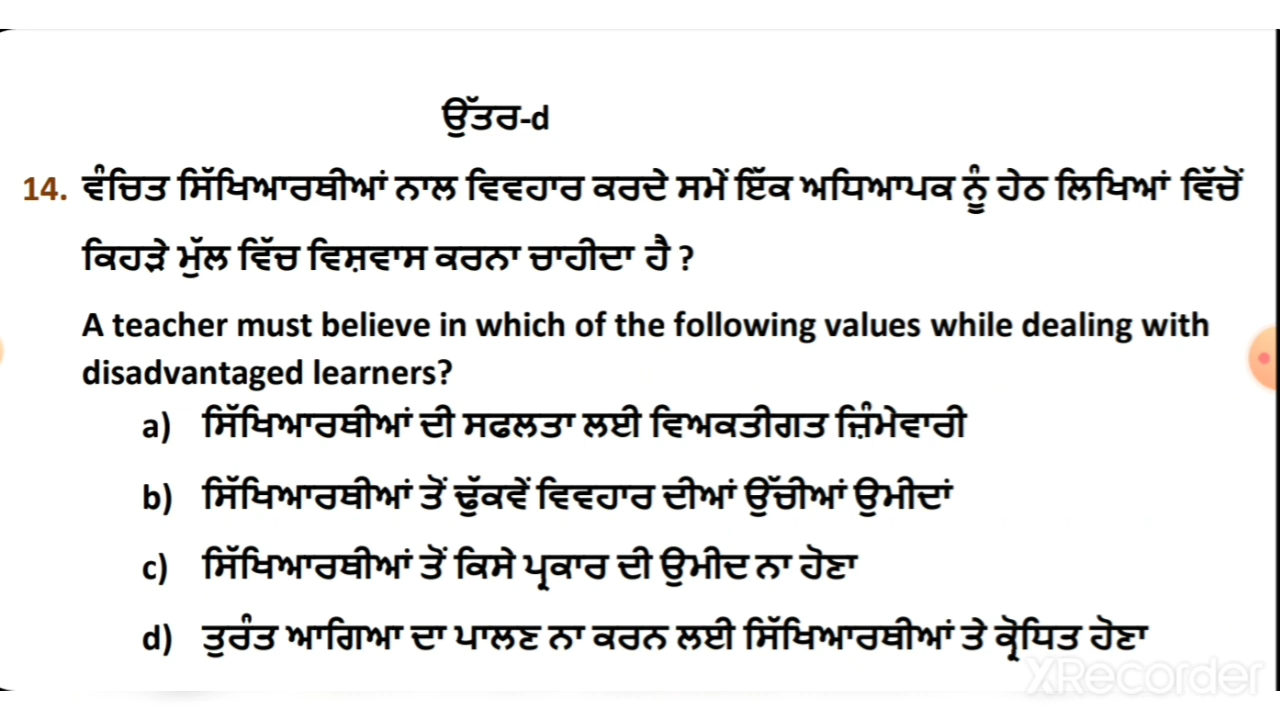 ਉੱਤਰ-d
14. ਵੰਚਿਤ ਸਿੱਖਿਆਰਥੀਆਂ ਨਾਲ ਵਿਵਹਾਰ ਕਰਦੇ ਸਮੇਂ ਇੱਕ ਅਧਿਆਪਕ ਨੂੰ ਹੇਠ ਲਿਖਿਆਂ ਵਿੱਚੋਂ
ਕਿਹੜੇ ਮੁੱਲ ਵਿੱਚ ਵਿਸ਼ਵਾਸ ਕਰਨਾ ਚਾਹੀਦਾ ਹੈ ?
A teacher must believe in which of the following values while dealing with
disadvantaged learners?
a) ਸਿੱਖਿਆਰਥੀਆਂ ਦੀ ਸਫਲਤਾ ਲਈ ਵਿਅਕਤੀਗਤ ਜ਼ਿੰਮੇਵਾਰੀ
b) ਸਿੱਖਿਆਰਥੀਆਂ ਤੋਂ ਢੁੱਕਵੇਂ ਵਿਵਹਾਰ ਦੀਆਂ ਉੱਚੀਆਂ ਉਮੀਦਾਂ
c) ਸਿੱਖਿਆਰਥੀਆਂ ਤੋਂ ਕਿਸੇ ਪ੍ਰਕਾਰ ਦੀ ਉਮੀਦ ਨਾ ਹੋਣਾ
d) ਤੁਰੰਤ ਆਗਿਆ ਦਾ ਪਾਲਣ ਨਾ ਕਰਨ ਲਈ ਸਿੱਖਿਆਰਥੀਆਂ ਤੇ ਕ੍ਰੋਧਿਤ ਹੋਣਾ
XRecorder